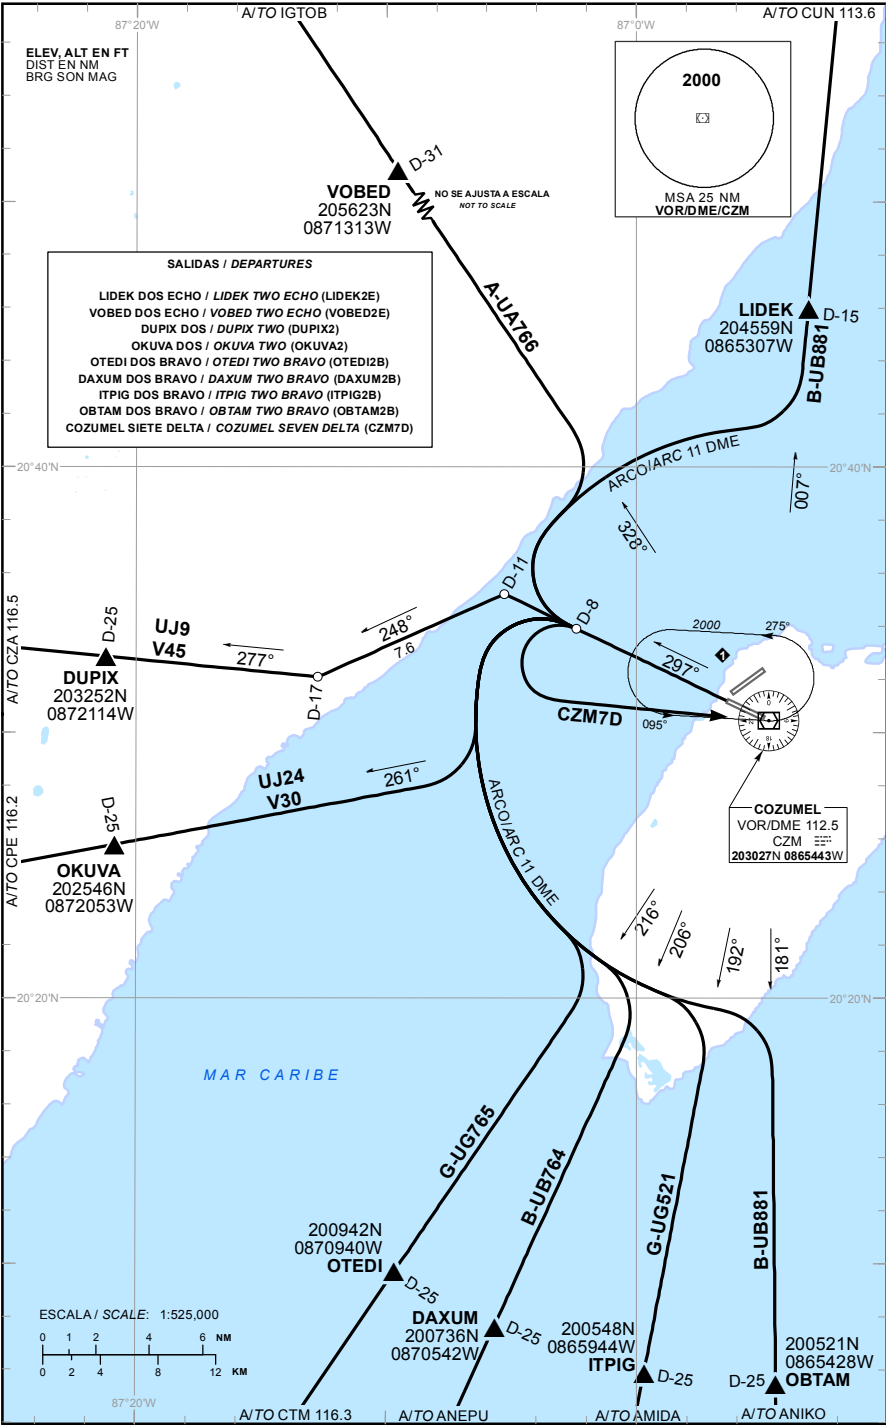 87°20'W
A/TO IGTOB
87°0'W
A/TO CUN 113.6
ELEV, ALT EN FT
DIST EN NM
BRG SON MAG
2000
MSA 25 NM
VOR/DME/CZM
D-31
VOBED
205623N
0871313W
NO SE AJUSTA A ESCALA
NOT TO SCALE
SALIDAS / DEPARTURES
LIDEK DOS ECHO / LIDEK TWO ECHO (LIDEK2E)
VOBED DOS ECHO / VOBED TWO ECHO (VOBED2E)
DUPIX DOS / DUPIX TWO (DUPIX2)
OKUVA DOS / OKUVA TWO (OKUVA2)
OTEDI DOS BRAVO / OTEDI TWO BRAVO (OTEDI2B)
DAXUM DOS BRAVO / DAXUM TWO BRAVO (DAXUM2B)
ITPIG DOS BRAVO / ITPIG TWO BRAVO (ITPIG2B)
OBTAM DOS BRAVO / OBTAM TWO BRAVO (OBTAM2B)
COZUMEL SIETE DELTA / COZUMEL SEVEN DELTA (CZM7D)
A-UA766
LIDEK
204559N
0865307W
D-15
B-UB881
20°40'N
ARCO/ARC 11 DME
20°40'N
007°
328°
D-11
D-8
A/TO CZA 116.5
D-25
UJ9
V45
277°
248°
7.6
DUPIX
203252N
0872114W
D-17
2000
275°
1
297°
CZM7D
095°
0
18
UJ24
V30
261°
A/TO CPE 116.2
D-25
OKUVA
202546N
0872053W
ARCO/ARC 11 DME
COZUMEL
VOR/DME 112.5
CZM
203027N 0865443W
216°
206°
192°
181°
20°20'N
20°20'N
MAR CARIBE
G-UG765
B-UB764
G-UG521
B-UB881
200942N
0870940W
OTEDI
D-25
DAXUM
200736N
0870542W
D-25
200548N
0865944W
ITPIG
D-25
200521N
0865428W
OBTAM
D-25
ESCALA / SCALE: 1:525,000
0 1 2 4 6 NM
0 2 4 8 12 KM
87°20'W
A/TO CTM 116.3
A/TO ANEPU
A/TO AMIDA
A/TO ANIKO